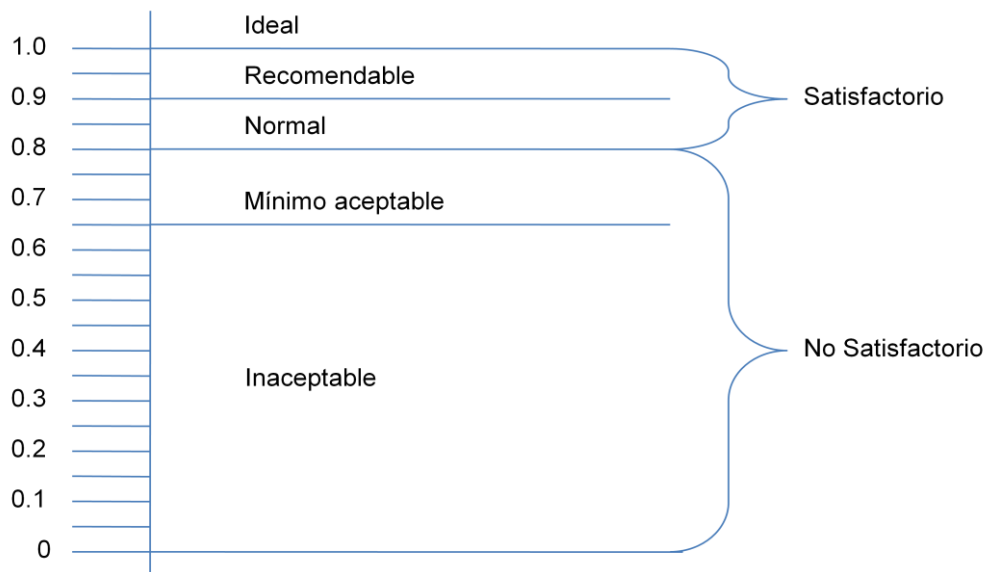 Ideal
1.0
Recomendable
0.9
Satisfactorio
Normal
0.8
0.7
Mínimo aceptable
0.6
0.5
0.4
No Satisfactorio
Inaceptable
0.3
0.2
0.1
0